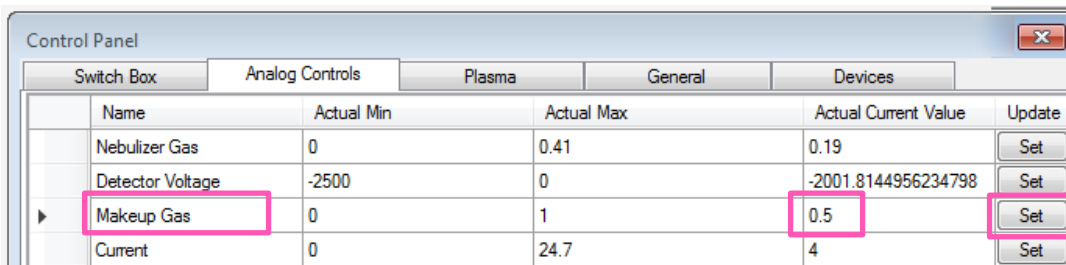 Control Panel
Switch Box Analog Controls Plasma General Devices
Name Actual Min Actual Max Actual Current Value Update
Nebulizer Gas 0 0.41 0.19 Set
Detector Voltage -2500 0 -2001.8144956234798 Set
Makeup Gas 0 1 0.5 Set
Current 0 24.7 4 Set